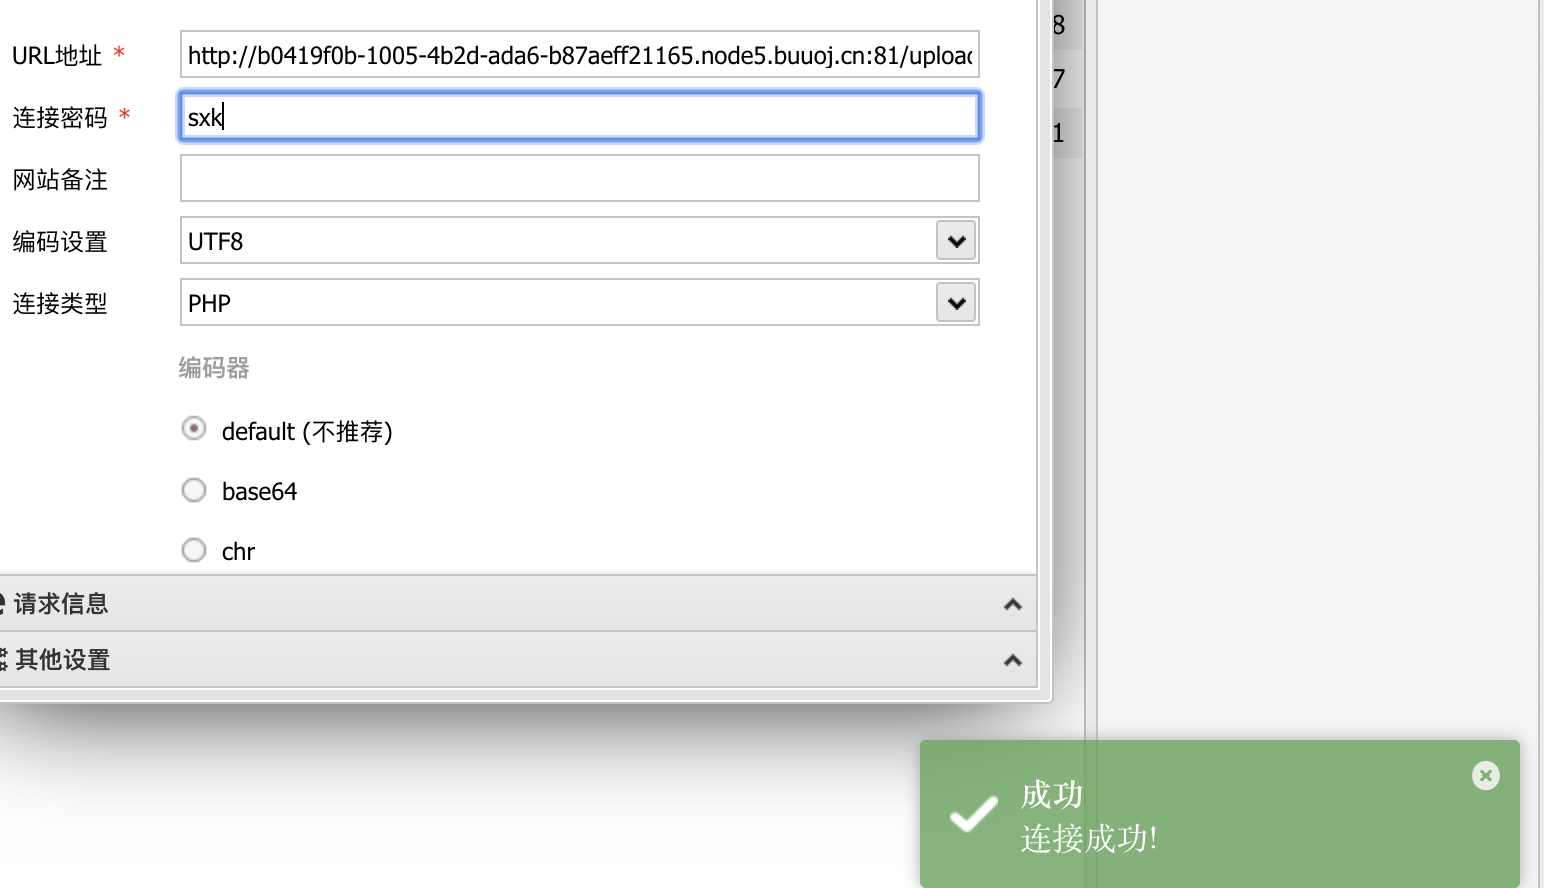 8
URL地址 *
http://b0419f0b-1005-4b2d-ada6-b87aeff21165.node5.buuoj.cn:81/upload
7
连接密码 *
sxk
1
网站备注
编码设置
UTF8
连接类型
PHP
编码器
default (不推荐)
base64
chr
请求信息
其他设置
成功
连接成功!